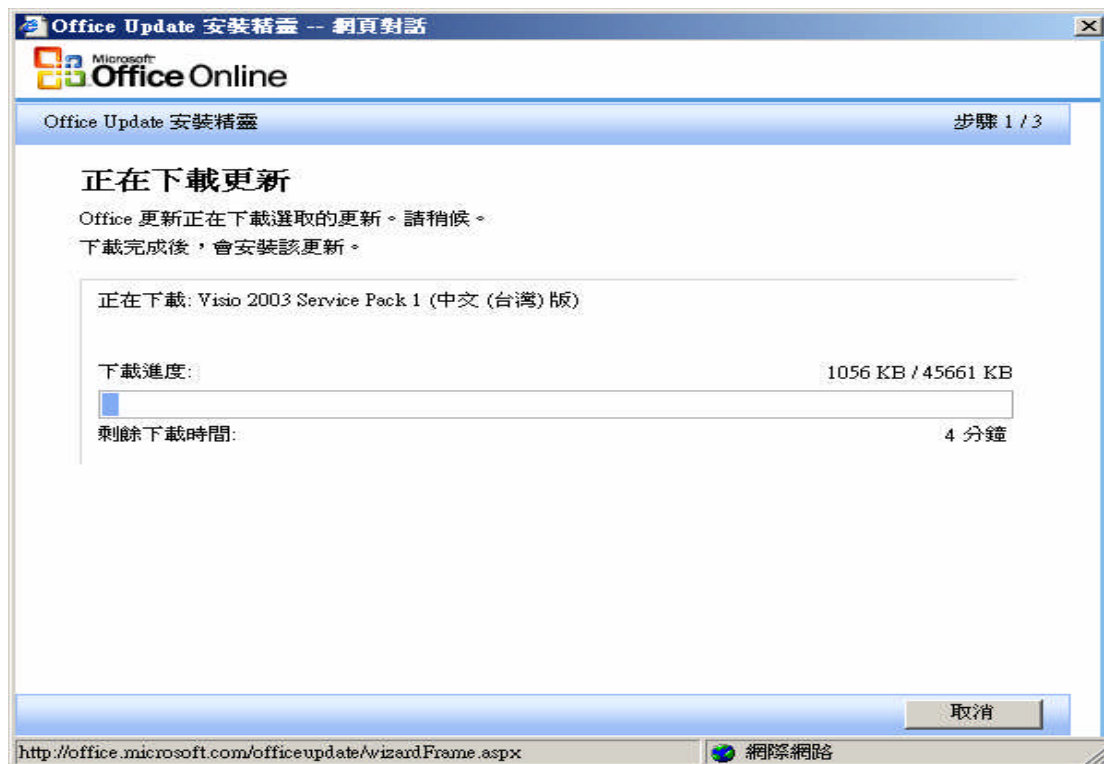 Office Update 安裝精靈 -- 網頁對話
Microsoft
Office Online
Office Update 安裝精靈 步驟 1 / 3
正在下載更新
Office 更新正在下載選取的更新。請稍候。
下載完成後，會安裝該更新。
正在下載: Visio 2003 Service Pack 1 (中文 (台灣) 版)
下載進度: 1056 KB / 45661 KB
剩餘下載時間: 4 分鐘
取消
http://office.microsoft.com/officeupdate/wizardFrame.aspx 網際網路